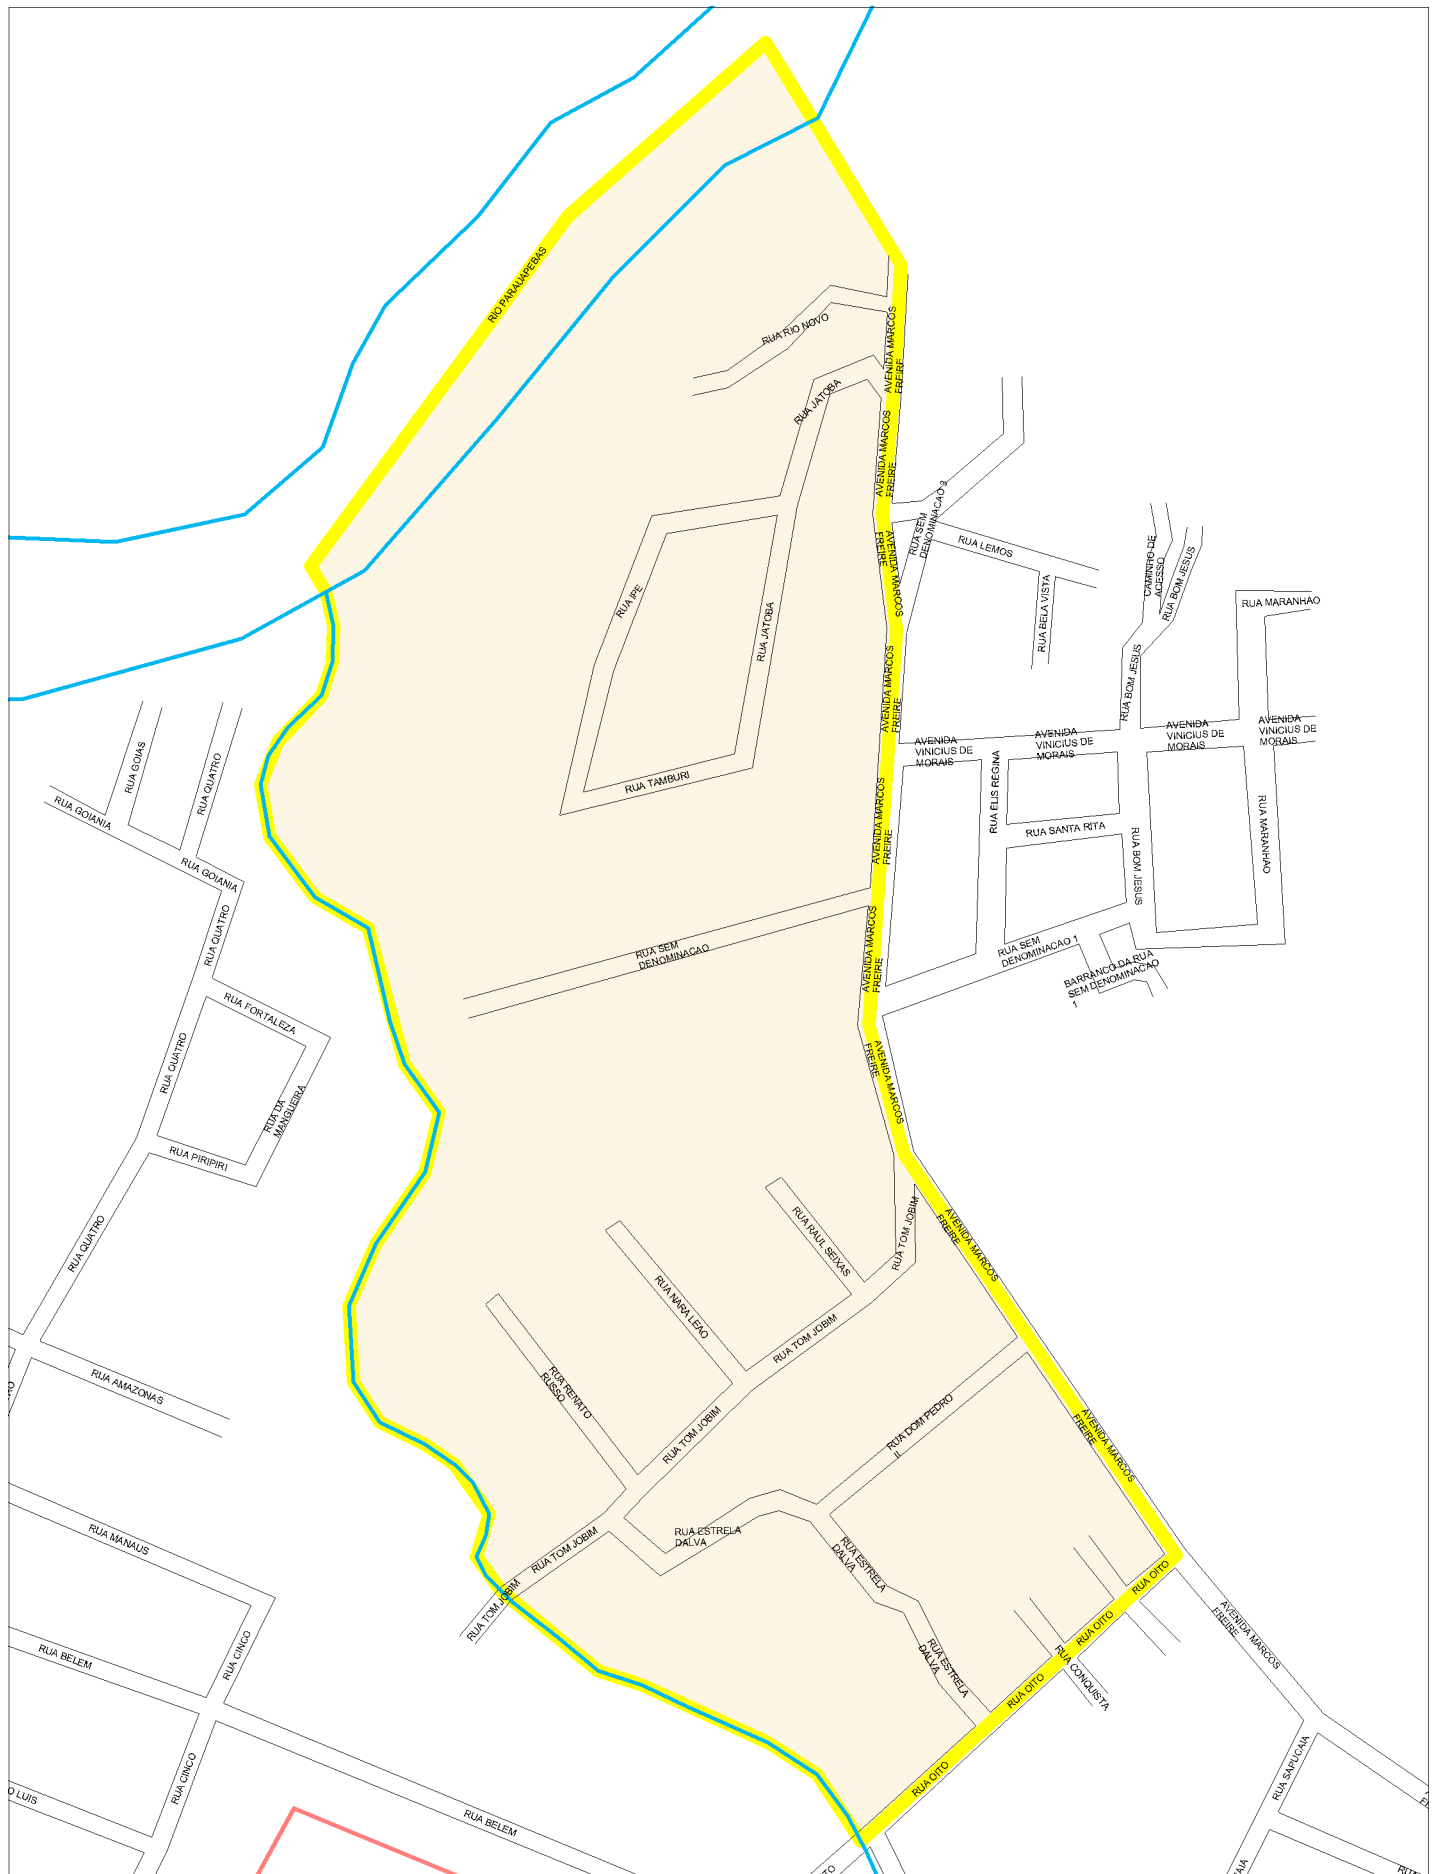 RIO PARAUAPEBAS
RUA RIO NOVO
AVENIDA MARCOS
FREIRE
RUA JATOBA
AVENIDA MARCOS
FREIRE
RUA SEM
DENOMINACAO 3
AVENIDA MARCOS
FREIRE
RUA LEMOS
CAMINHO DE
ACESSO
RUA BOM JESUS
RUA IPE
RUA JATOBA
RUA BELA VISTA
RUA MARANHAO
AVENIDA MARCOS
FREIRE
RUA BOM JESUS
RUA GOIAS
RUA QUATRO
AVENIDA
VINICIUS DE
MORAIS
AVENIDA
VINICIUS DE
MORAIS
AVENIDA
VINICIUS DE
MORAIS
AVENIDA
VINICIUS DE
MORAIS
RUA TAMBURI
RUA GOIANIA
AVENIDA MARCOS
FREIRE
RUA ELIS REGINA
RUA SANTA RITA
RUA BOM JESUS
RUA MARANHAO
RUA GOIANIA
RUA QUATRO
RUA SEM
DENOMINACAO
AVENIDA MARCOS
FREIRE
RUA SEM
DENOMINACAO 1
BARRANCO DA RUA
SEM DENOMINACAO
1
RUA FORTALEZA
RUA QUATRO
AVENIDA MARCOS
FREIRE
RUA DA
MANGUEIRA
RUA PIRIPIRI
RUA QUATRO
RUA RAUL SEIXAS
RUA TOM JOBIM
AVENIDA MARCOS
FREIRE
RUA NARA LEAO
RUA TOM JOBIM
RUA AMAZONAS
RO
RUA RENATO
RUSSO
RUA TOM JOBIM
RUA DOM PEDRO
II
AVENIDA MARCOS
FREIRE
RUA MANAUS
RUA ESTRELA
DALVA
RUA TOM JOBIM
RUA ESTRELA
DALVA
RUA OITO
RUA TOM JOBIM
RUA OITO
AVENIDA MARCOS
FREIRE
RUA BELEM
RUA CINCO
RUA ESTRELA
DALVA
RUA CONQUISTA
RUA OITO
RUA OITO
RUA SAPUCAIA
RUA CINCO
O LUIS
RUA BELEM